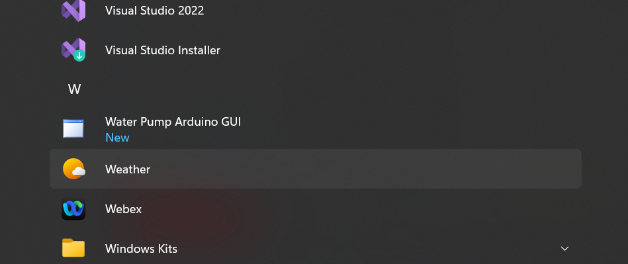 Visual Studio 2022
Visual Studio Installer
W
Water Pump Arduino GUI
New
Weather
Webex
Windows Kits